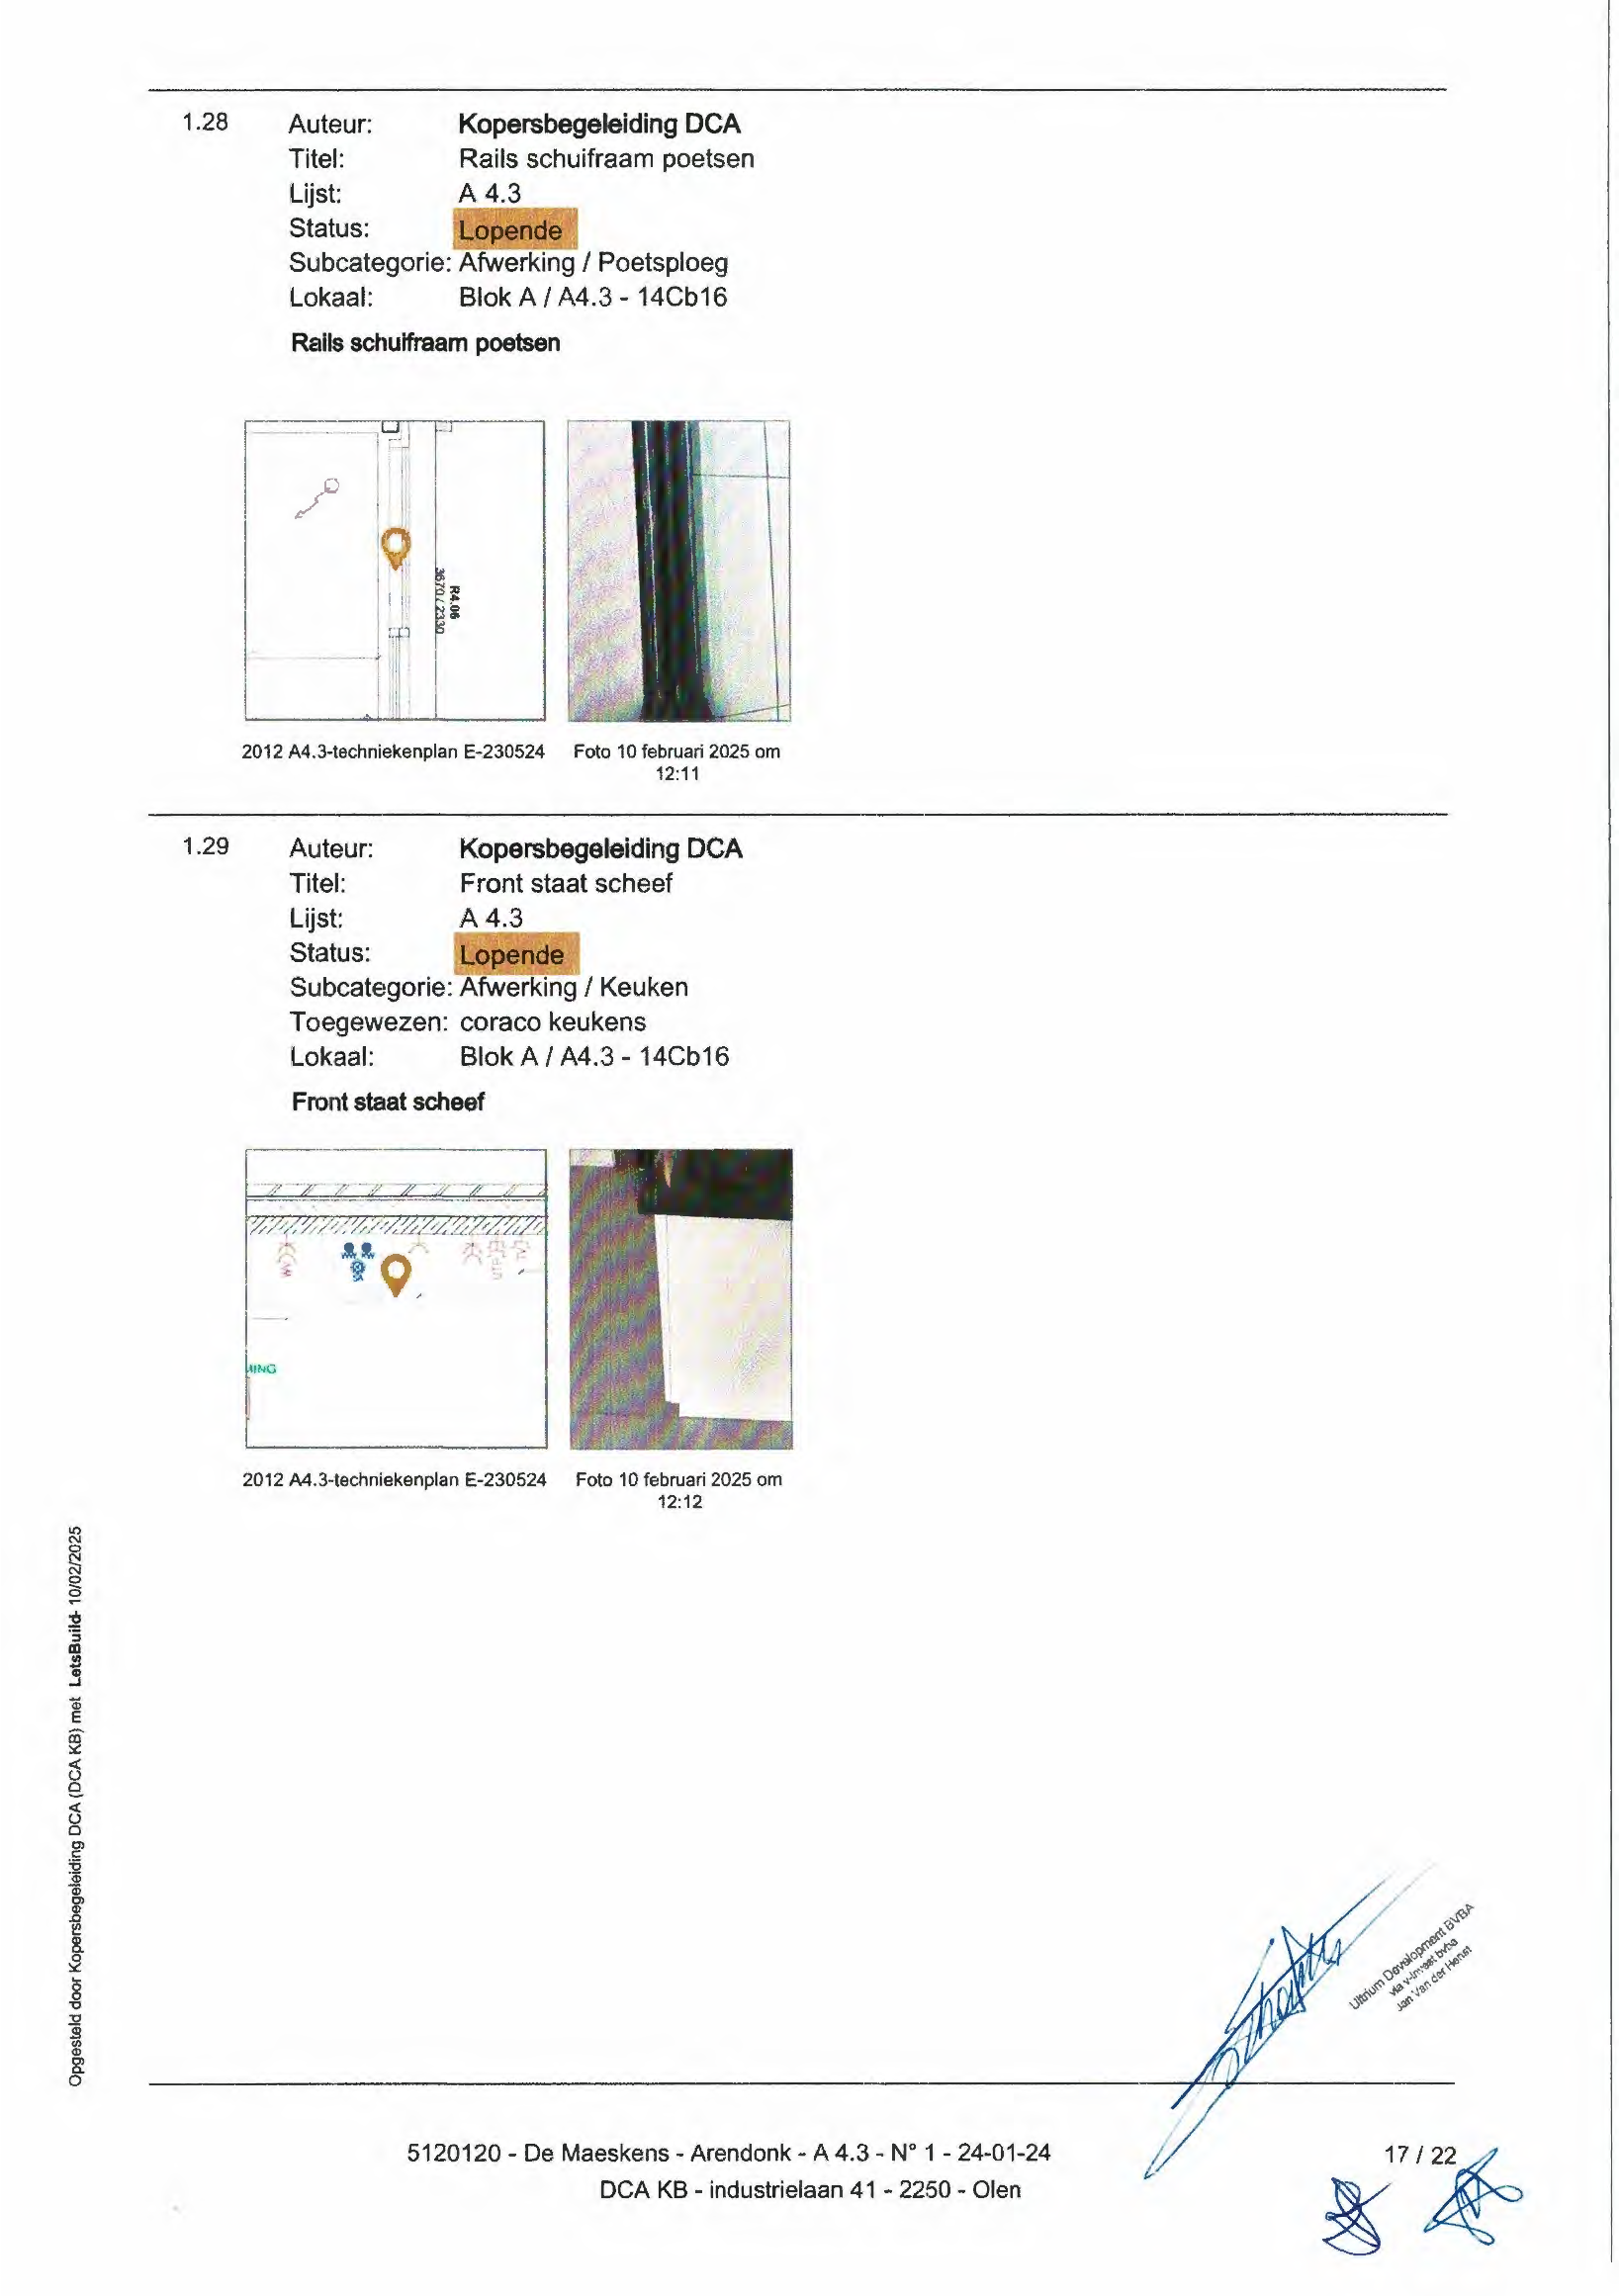 1.28 Auteur: Kopersbegeleiding DCA
Titel: Rails schuifraam poetsen
Lijst: A 4.3
Status: Lopende
Subcategorie: Afwerking / Poetsploeg
Lokaal: Blok A / A4.3 - 14Cb16
Rails schuifraam poetsen
R4.06
3670 / 2330
2012 A4.3-techniekenplan E-230524 Foto 10 februari 2025 om
12:11
1.29 Auteur: Kopersbegeleiding DCA
Titel: Front staat scheef
Lijst: A 4.3
Status: Lopende
Subcategorie: Afwerking / Keuken
Toegewezen: coraco keukens
Lokaal: Blok A / A4.3 - 14Cb16
Front staat scheef
2012 A4.3-techniekenplan E-230524 Foto 10 februari 2025 om
12:12
Opgesteld door Kopersbegeleiding DCA (DCA KB) met LetsBuild- 10/02/2025
Ultrium Development BVBA
via v-invest bvba
Jan Van der Henst
5120120 - De Maeskens - Arendonk - A 4.3 - N° 1 - 24-01-24
17 / 22
DCA KB - industrielaan 41 - 2250 - Olen